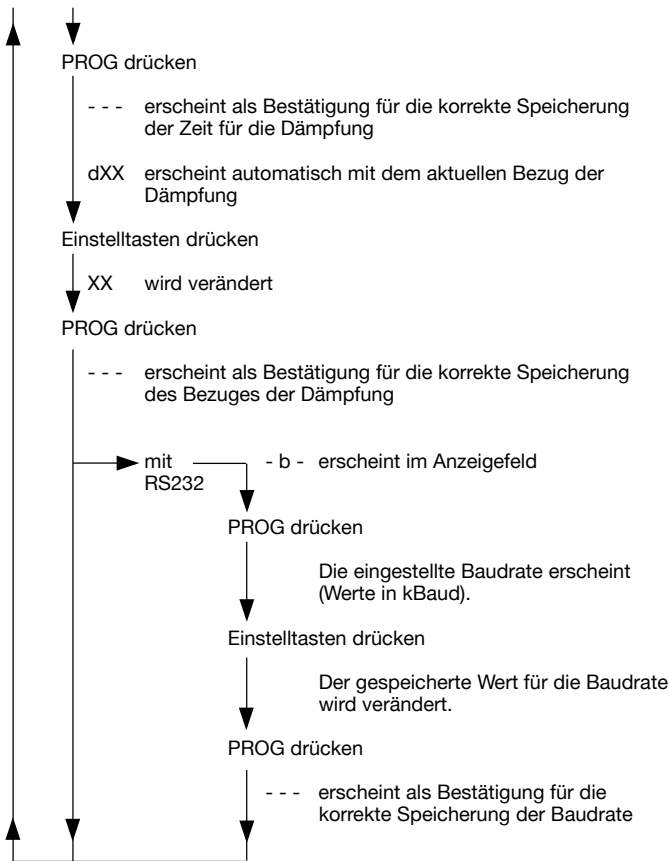 PROG drücken
- - - erscheint als Bestätigung für die korrekte Speicherung
der Zeit für die Dämpfung
dXX erscheint automatisch mit dem aktuellen Bezug der
Dämpfung
Einstelltasten drücken
XX wird verändert
PROG drücken
- - - erscheint als Bestätigung für die korrekte Speicherung
des Bezuges der Dämpfung
mit - b - erscheint im Anzeigefeld
RS232
PROG drücken
Die eingestellte Baudrate erscheint
(Werte in kBaud).
Einstelltasten drücken
Der gespeicherte Wert für die Baudrate
wird verändert.
PROG drücken
- - - erscheint als Bestätigung für die
korrekte Speicherung der Baudrate